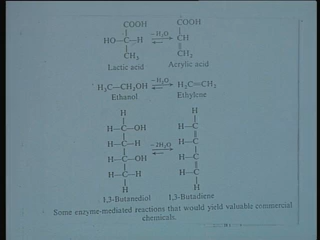 COOH COOH
HO—C—H −H₂O CH
CH₃ CH₂
Lactic acid Acrylic acid
H₃C—CH₂OH −H₂O H₂C=CH₂
Ethanol Ethylene
H H
H—C—OH H—C
H—C—H −2H₂O H—C
H—C—OH H—C
H—C—H H—C
H H
1,3-Butanediol 1,3-Butadiene
Some enzyme-mediated reactions that would yield valuable commercial
chemicals.